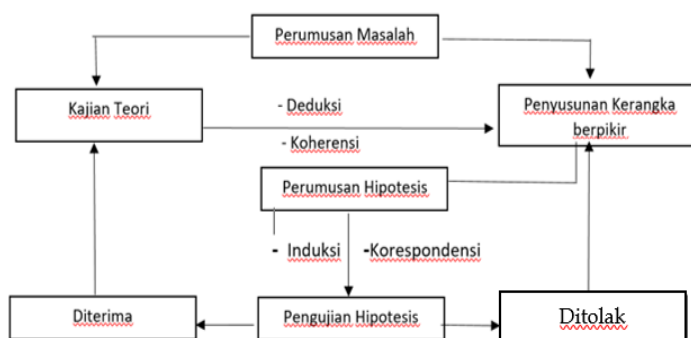 Perumusan Masalah
Kajian Teori
- Deduksi
- Koherensi
Penyusunan Kerangka
berpikir
Perumusan Hipotesis
- Induksi
-Korespondensi
Diterima
Pengujian Hipotesis
Ditolak